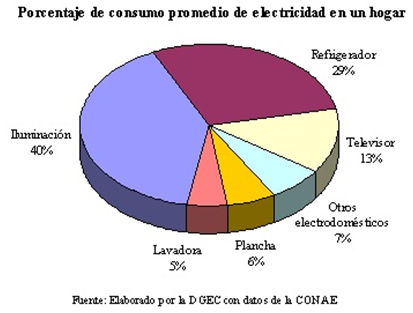 Porcentaje de consumo promedio de electricidad en un hogar
Refrigerador
29%
Iluminación
40%
Televisor
13%
Otros
electrodomésticos
7%
Plancha
6%
Lavadora
5%
Fuente: Elaborado por la DGEC con datos de la CONAE